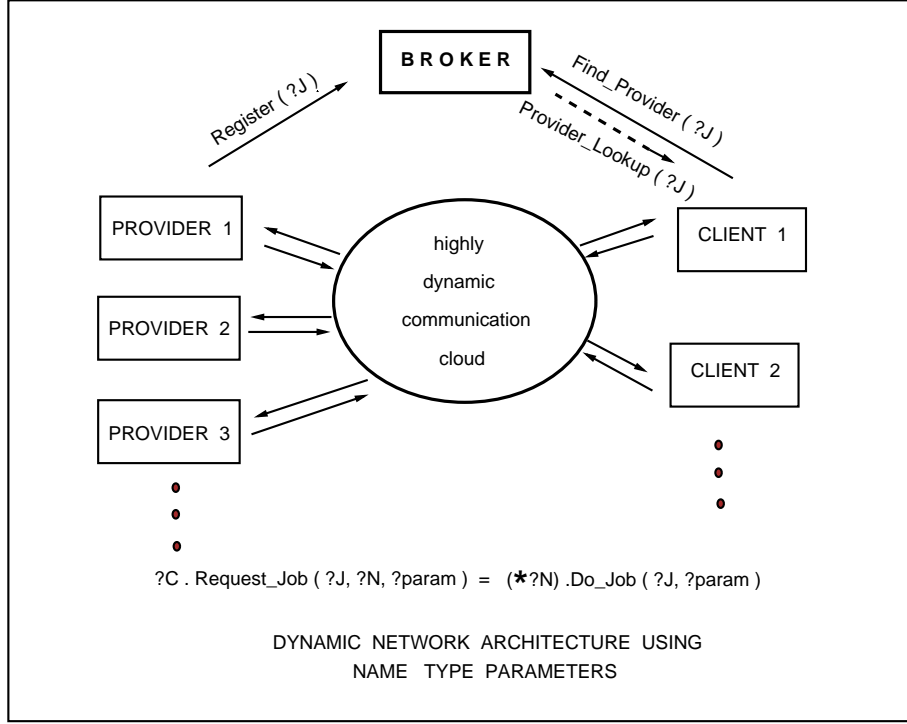 B R O K E R
Register ( ?J )
Find_Provider ( ?J )
Provider_Lookup ( ?J )
PROVIDER 1
highly
dynamic
communication
cloud
CLIENT 1
PROVIDER 2
CLIENT 2
PROVIDER 3
?C . Request_Job ( ?J, ?N, ?param ) = (*?N) .Do_Job ( ?J, ?param )
DYNAMIC NETWORK ARCHITECTURE USING
NAME TYPE PARAMETERS